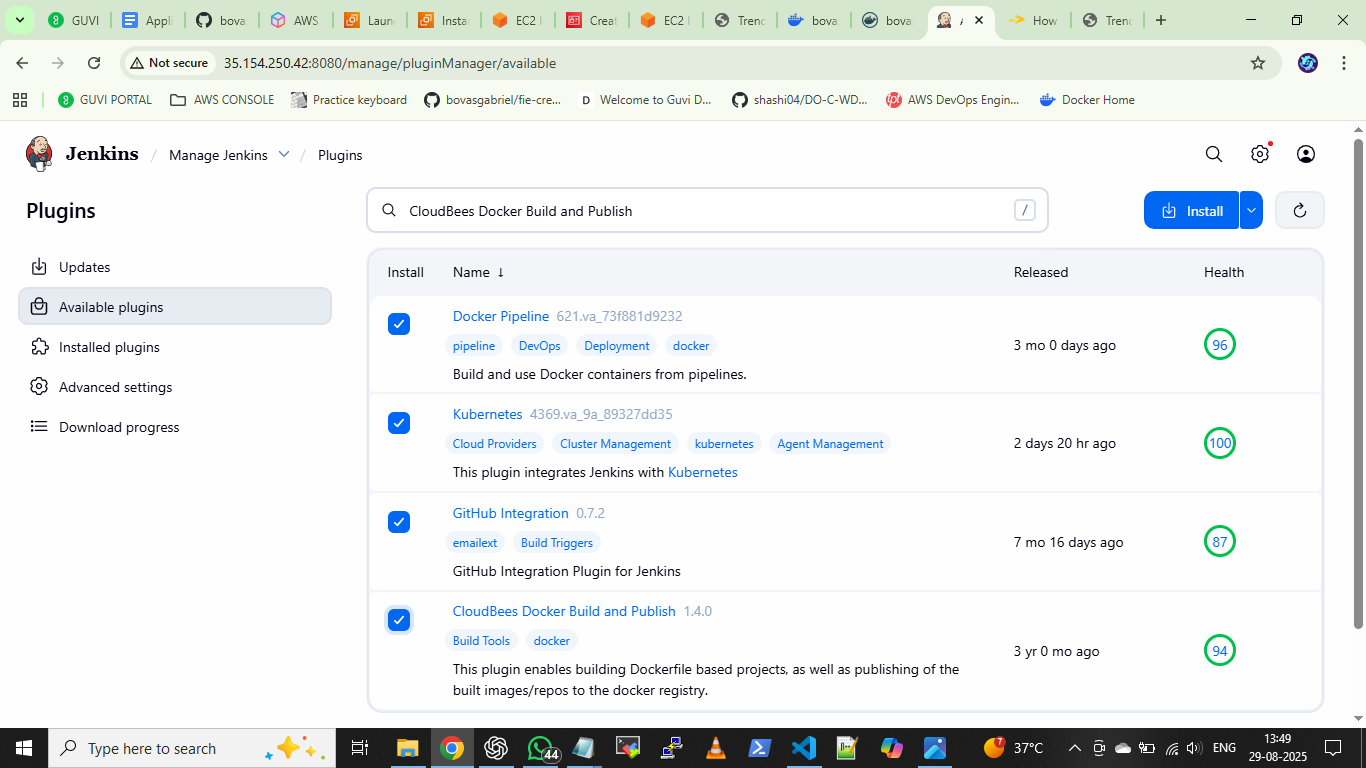 GUVI
Appli
bova
AWS
Laun
Insta
EC2 I
Creat
EC2 I
Trend
bova
bova
A
How
Trend
Not secure
35.154.250.42:8080/manage/pluginManager/available
GUVI PORTAL
AWS CONSOLE
Practice keyboard
bovasgabriel/fie-cre...
Welcome to Guvi D...
shashi04/DO-C-WD...
AWS DevOps Engin...
Docker Home
Jenkins / Manage Jenkins / Plugins
Plugins
CloudBees Docker Build and Publish
/
Install
Updates
Available plugins
Installed plugins
Advanced settings
Download progress
Install Name ↓ Released Health
Docker Pipeline 621.va_73f881d9232
pipeline DevOps Deployment docker
Build and use Docker containers from pipelines.
3 mo 0 days ago
96
Kubernetes 4369.va_9a_89327dd35
Cloud Providers Cluster Management kubernetes Agent Management
This plugin integrates Jenkins with Kubernetes
2 days 20 hr ago
100
GitHub Integration 0.7.2
emailext Build Triggers
GitHub Integration Plugin for Jenkins
7 mo 16 days ago
87
CloudBees Docker Build and Publish 1.4.0
Build Tools docker
This plugin enables building Dockerfile based projects, as well as publishing of the
built images/repos to the docker registry.
3 yr 0 mo ago
94
Type here to search
44
7
37°C
ENG
13:49
29-08-2025